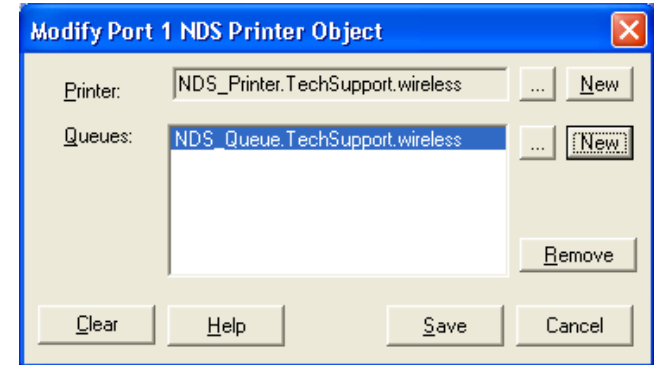 Modify Port 1 NDS Printer Object
Printer: NDS_Printer.TechSupport.wireless ... New
Queues: NDS_Queue.TechSupport.wireless ... New
Remove
Clear Help Save Cancel